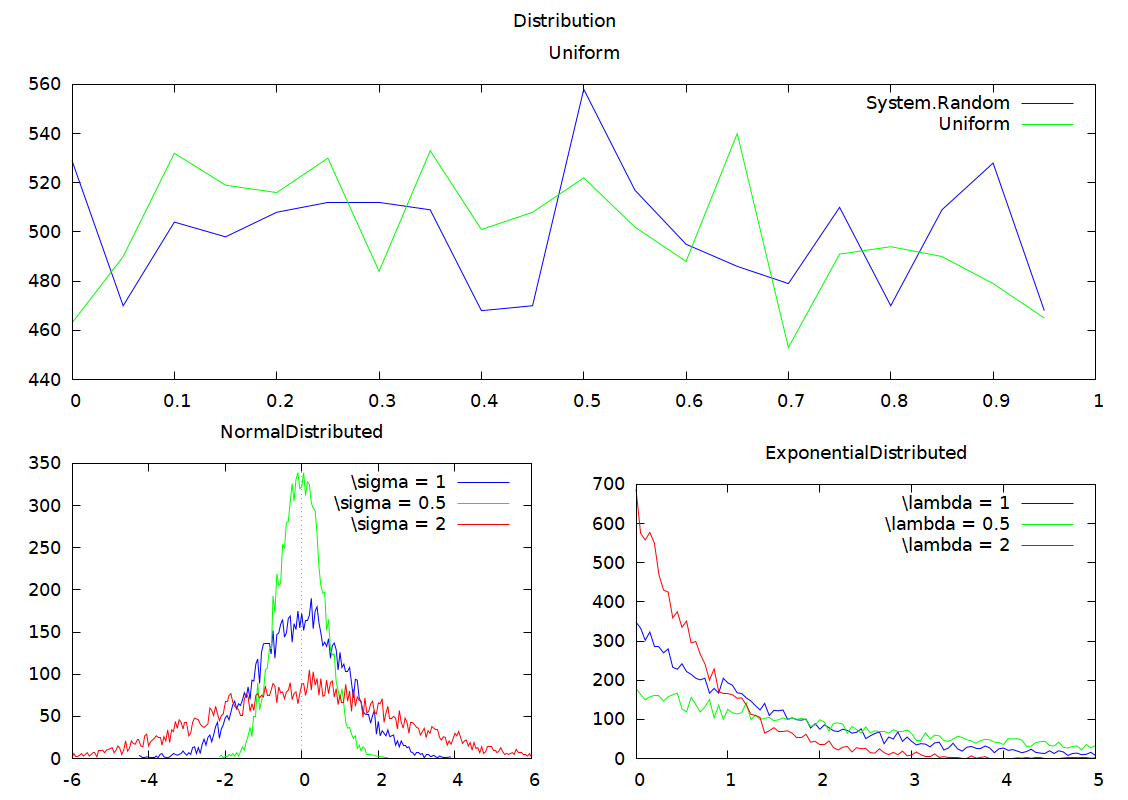 Distribution
Uniform
560
540
520
500
480
460
440
System.Random
Uniform
0 0.1 0.2 0.3 0.4 0.5 0.6 0.7 0.8 0.9 1
NormalDistributed
350
300
250
200
150
100
50
0
\sigma = 1
\sigma = 0.5
\sigma = 2
-6 -4 -2 0 2 4 6
ExponentialDistributed
700
600
500
400
300
200
100
0
\lambda = 1
\lambda = 0.5
\lambda = 2
0 1 2 3 4 5